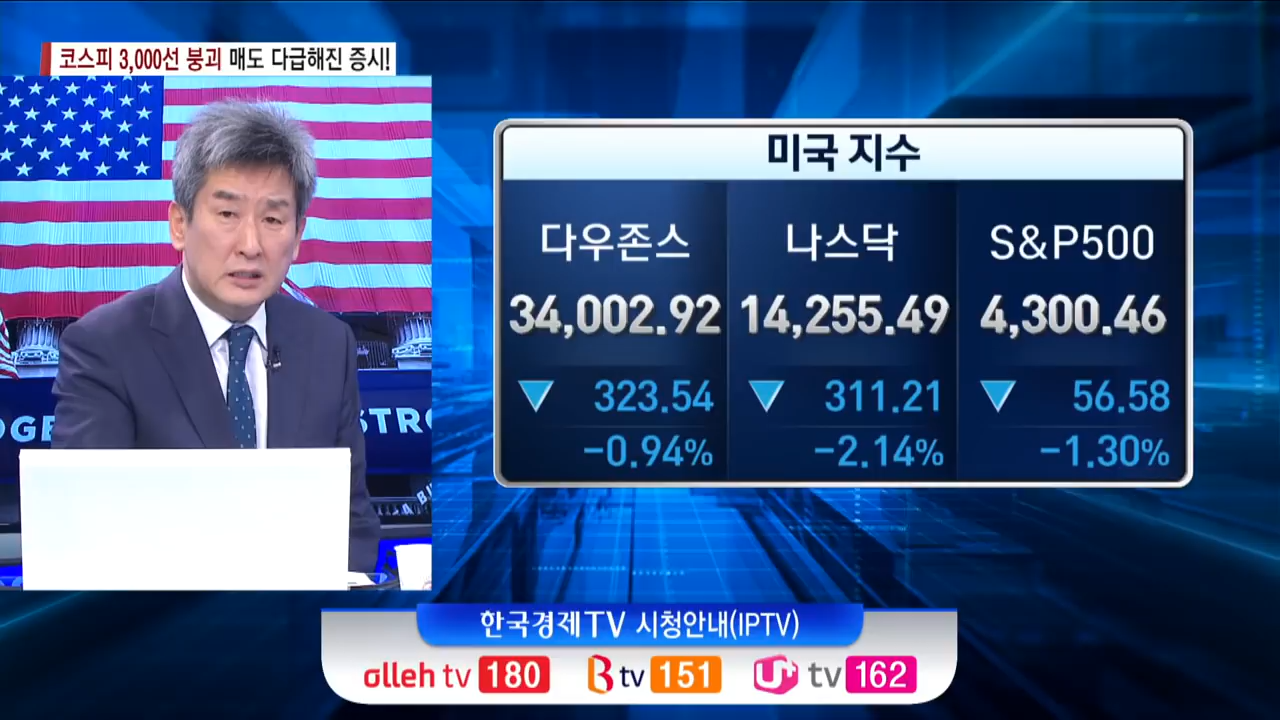 코스피 3,000선 붕괴 매도 다급해진 증시!
미국 지수
다우존스
34,002.92
▼ 323.54
-0.94%
나스닥
14,255.49
▼ 311.21
-2.14%
S&P500
4,300.46
▼ 56.58
-1.30%
한국경제TV 시청안내(IPTV)
olleh tv 180
B tv 151
U+ tv 162